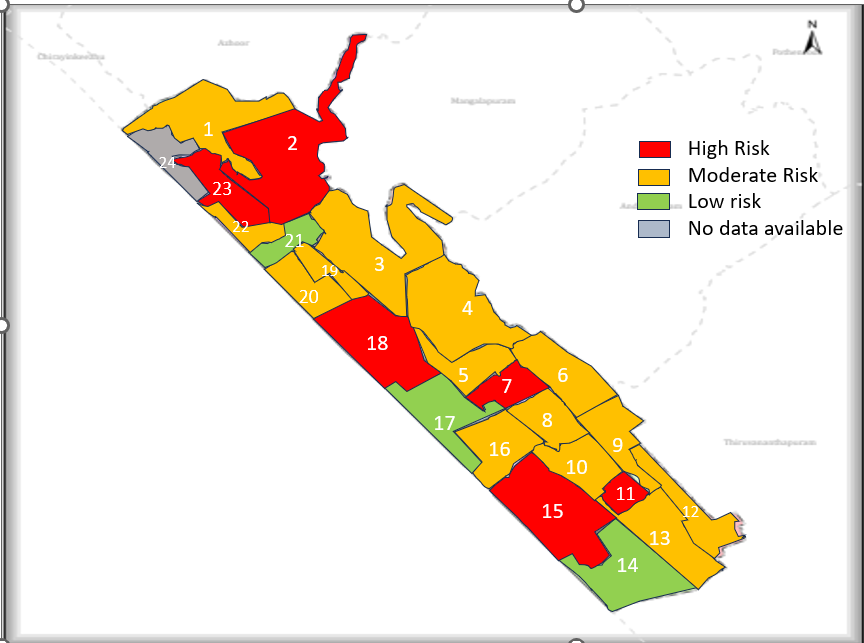 N
Azhoor
Chirayinkeezhu
Mangalapuram
1
2
High Risk
Moderate Risk
24
23
Low risk
22
21
No data available
3
19
20
4
18
5
7
6
17
8
16
9
10
Thiruvananthapuram
11
15
12
13
14